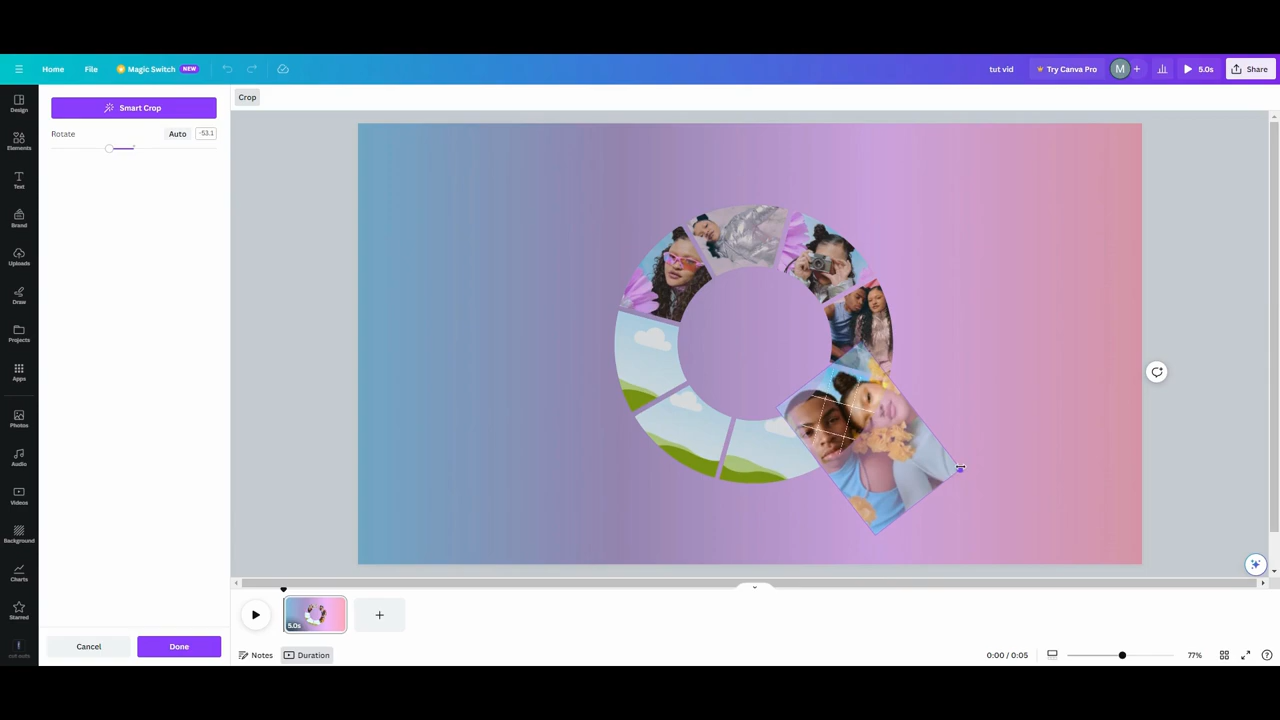 Home File Magic Switch NEW tut vid Try Canva Pro M + 5.0s Share
Design
Elements
Text
Brand
Uploads
Draw
Projects
Apps
Photos
Audio
Videos
Background
Charts
Starred
Smart Crop
Rotate Auto -53.1
Cancel Done
Crop
5.0s
+
Notes Duration 0:00 / 0:05 77%